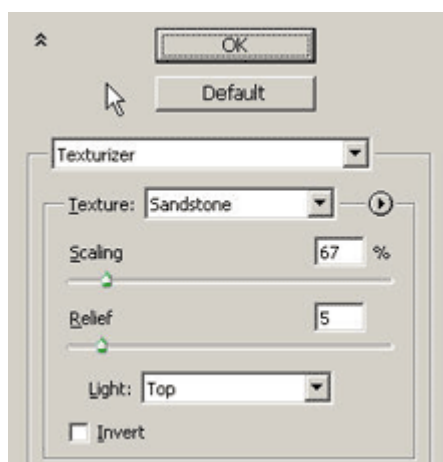 OK
Default
Texturizer
Texture: Sandstone
Scaling 67 %
Relief 5
Light: Top
Invert